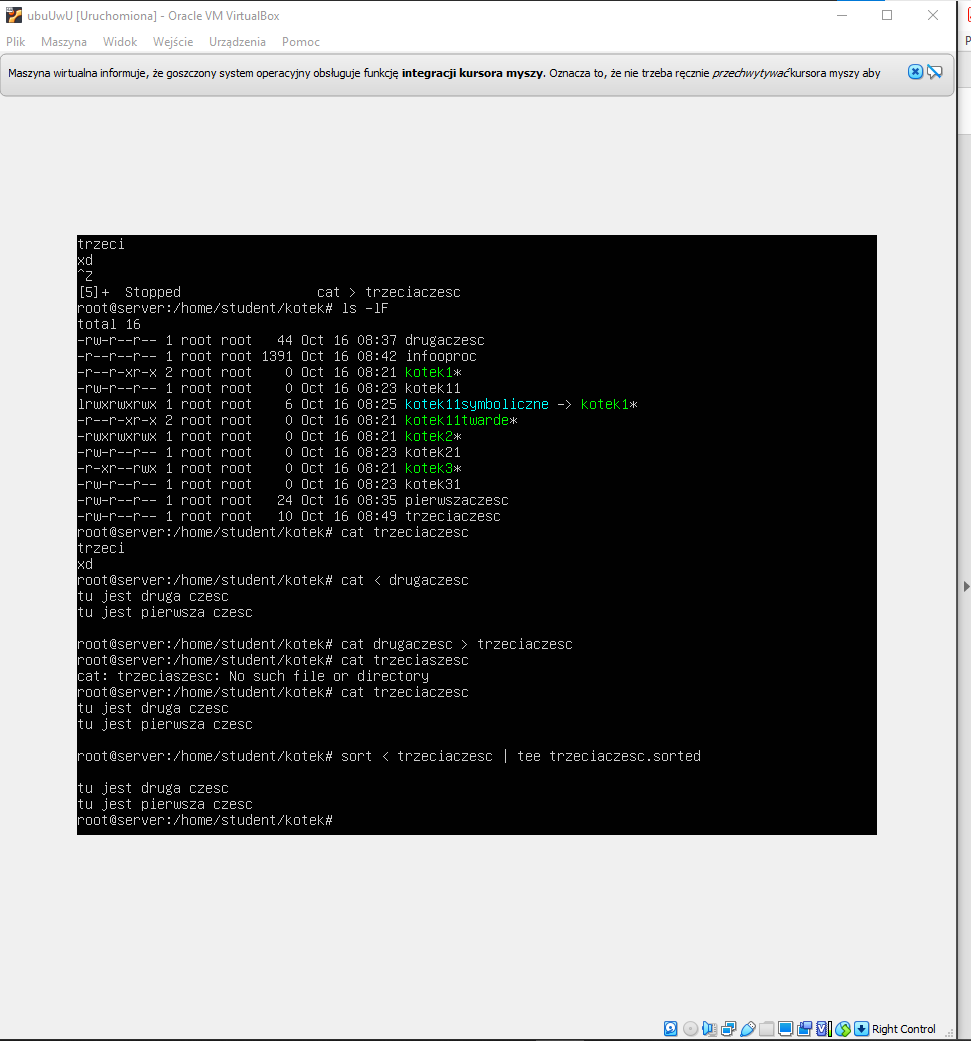 ubuUwU [Uruchomiona] - Oracle VM VirtualBox
Plik Maszyna Widok Wejście Urządzenia Pomoc
Maszyna wirtualna informuje, że goszczony system operacyjny obsługuje funkcję integracji kursora myszy. Oznacza to, że nie trzeba ręcznie przechwytywać kursora myszy aby
trzeci
xd
^Z
[5]+  Stopped                 cat > trzeciaczesc
root@server:/home/student/kotek# ls -lF
total 16
-rw-r--r-- 1 root root   44 Oct 16 08:37 drugaczesc
-r--r--r-- 1 root root 1391 Oct 16 08:42 infooproc
-r--r-xr-x 2 root root    0 Oct 16 08:21 kotek1*
-rw-r--r-- 1 root root    0 Oct 16 08:23 kotek11
lrwxrwxrwx 1 root root    6 Oct 16 08:25 kotek11symboliczne -> kotek1*
-r--r-xr-x 2 root root    0 Oct 16 08:21 kotek11twarde*
-rwxrwxrwx 1 root root    0 Oct 16 08:21 kotek2*
-rw-r--r-- 1 root root    0 Oct 16 08:23 kotek21
-r-xr--rwx 1 root root    0 Oct 16 08:21 kotek3*
-rw-r--r-- 1 root root    0 Oct 16 08:23 kotek31
-rw-r--r-- 1 root root   24 Oct 16 08:35 pierwszaczesc
-rw-r--r-- 1 root root   10 Oct 16 08:49 trzeciaczesc
root@server:/home/student/kotek# cat trzeciaczesc
trzeci
xd
root@server:/home/student/kotek# cat < drugaczesc
tu jest druga czesc
tu jest pierwsza czesc
root@server:/home/student/kotek# cat drugaczesc > trzeciaczesc
root@server:/home/student/kotek# cat trzeciaszesc
cat: trzeciaszesc: No such file or directory
root@server:/home/student/kotek# cat trzeciaczesc
tu jest druga czesc
tu jest pierwsza czesc
root@server:/home/student/kotek# sort < trzeciaczesc | tee trzeciaczesc.sorted
tu jest druga czesc
tu jest pierwsza czesc
root@server:/home/student/kotek#
Right Control